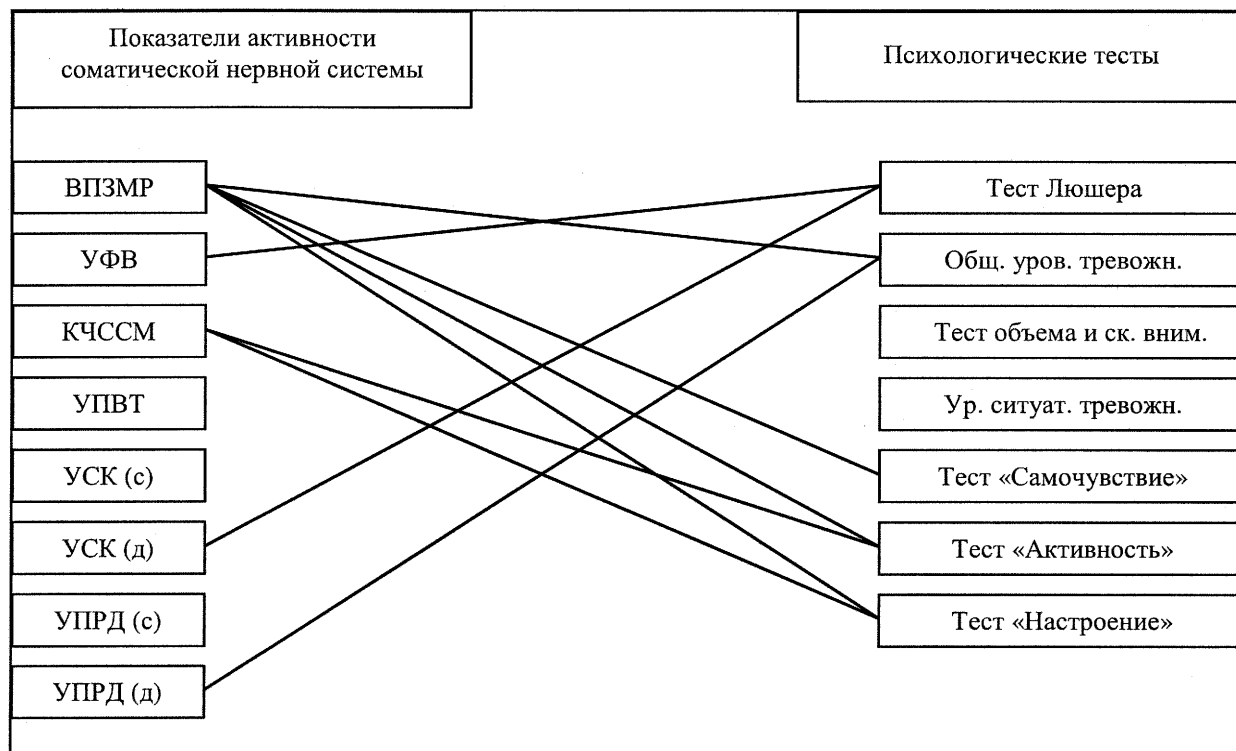 Показатели активности
соматической нервной системы
Психологические тесты
ВПЗМР
УФВ
КЧССМ
УПВТ
УСК (с)
УСК (д)
УПРД (с)
УПРД (д)
Тест Люшера
Общ. уров. тревожн.
Тест объема и ск. вним.
Ур. ситуат. тревожн.
Тест «Самочувствие»
Тест «Активность»
Тест «Настроение»